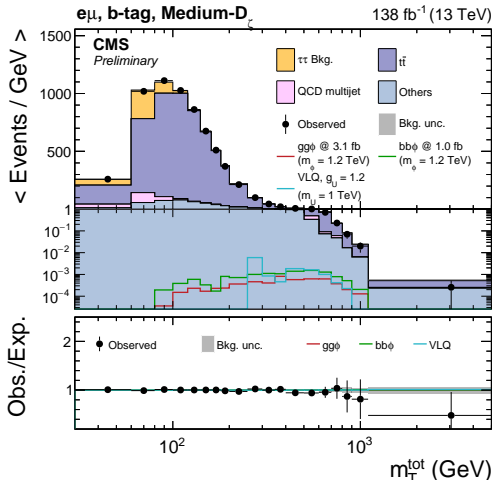 eμ, b-tag, Medium-D_ζ 138 fb⁻¹ (13 TeV)
CMS
Preliminary
ττ Bkg. tt̄
QCD multijet Others
Observed Bkg. unc.
ggϕ @ 3.1 fb bbϕ @ 1.0 fb
(m_ϕ = 1.2 TeV) (m_ϕ = 1.2 TeV)
VLQ, g_U = 1.2
(m_U = 1 TeV)
< Events / GeV >
1500
1000
500
1
10⁻¹
10⁻²
10⁻³
10⁻⁴
Observed Bkg. unc. ggϕ bbϕ VLQ
Obs./Exp.
2
1
10² 10³
m_T^tot (GeV)